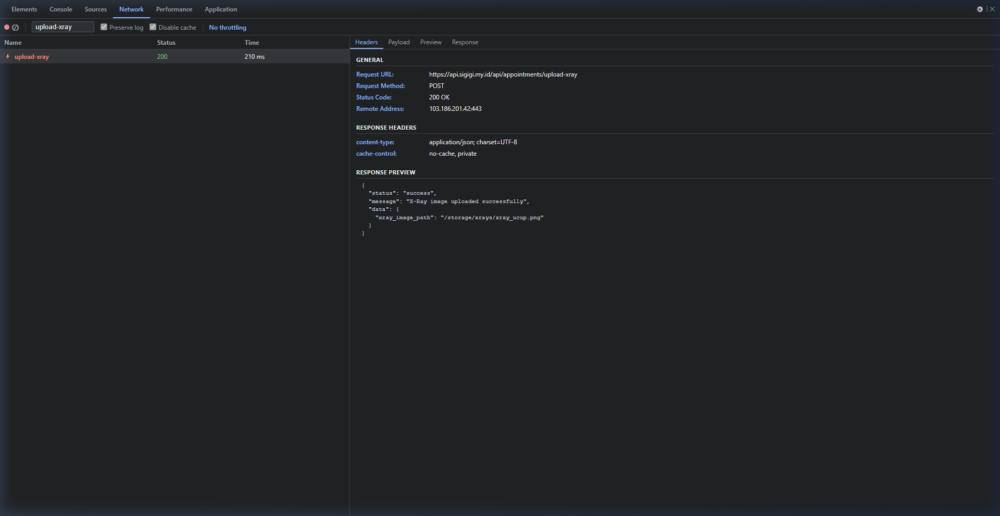 Elements Console Sources Network Performance Application
upload-xray Preserve log Disable cache No throttling
Name Status Time
upload-xray 200 210 ms
Headers Payload Preview Response
GENERAL
Request URL: https://api.sigigi.my.id/api/appointments/upload-xray
Request Method: POST
Status Code: 200 OK
Remote Address: 103.186.201.42:443
RESPONSE HEADERS
content-type: application/json; charset=UTF-8
cache-control: no-cache, private
RESPONSE PREVIEW
{
"status": "success",
"message": "X-Ray image uploaded successfully",
"data": {
"xray_image_path": "/storage/xrays/xray_ucup.png"
}
}